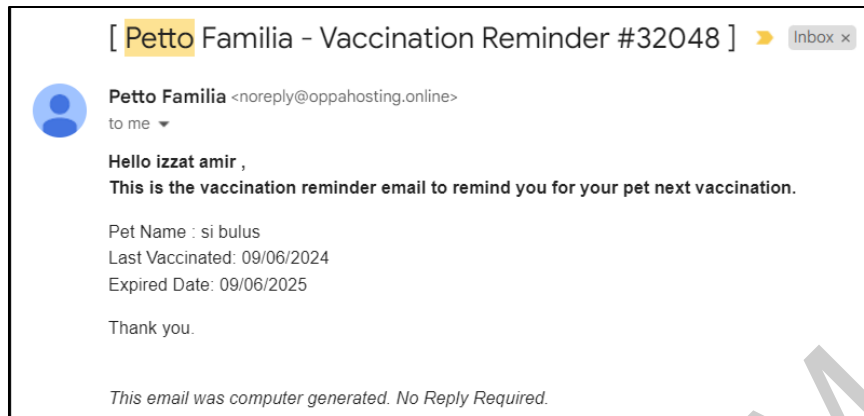 [ Petto Familia - Vaccination Reminder #32048 ] Inbox ×
Petto Familia <noreply@oppahosting.online>
to me
Hello izzat amir ,
This is the vaccination reminder email to remind you for your pet next vaccination.
Pet Name : si bulus
Last Vaccinated: 09/06/2024
Expired Date: 09/06/2025
Thank you.
This email was computer generated. No Reply Required.